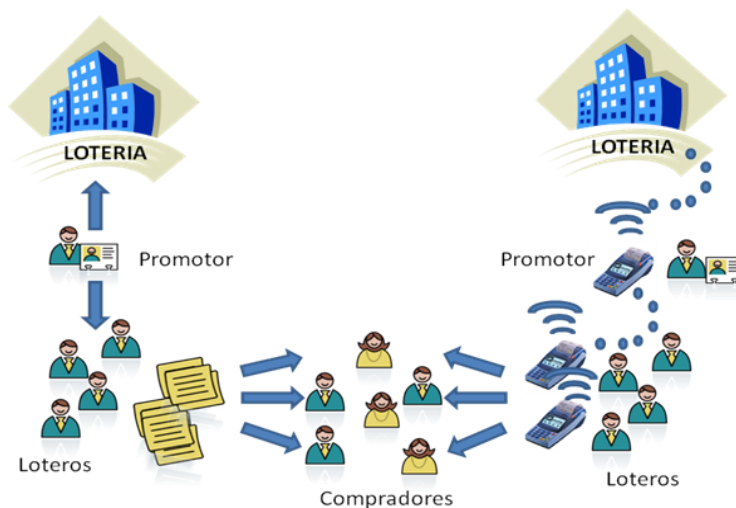 LOTERIA
LOTERIA
Promotor
Promotor
Loteros
Loteros
Compradores